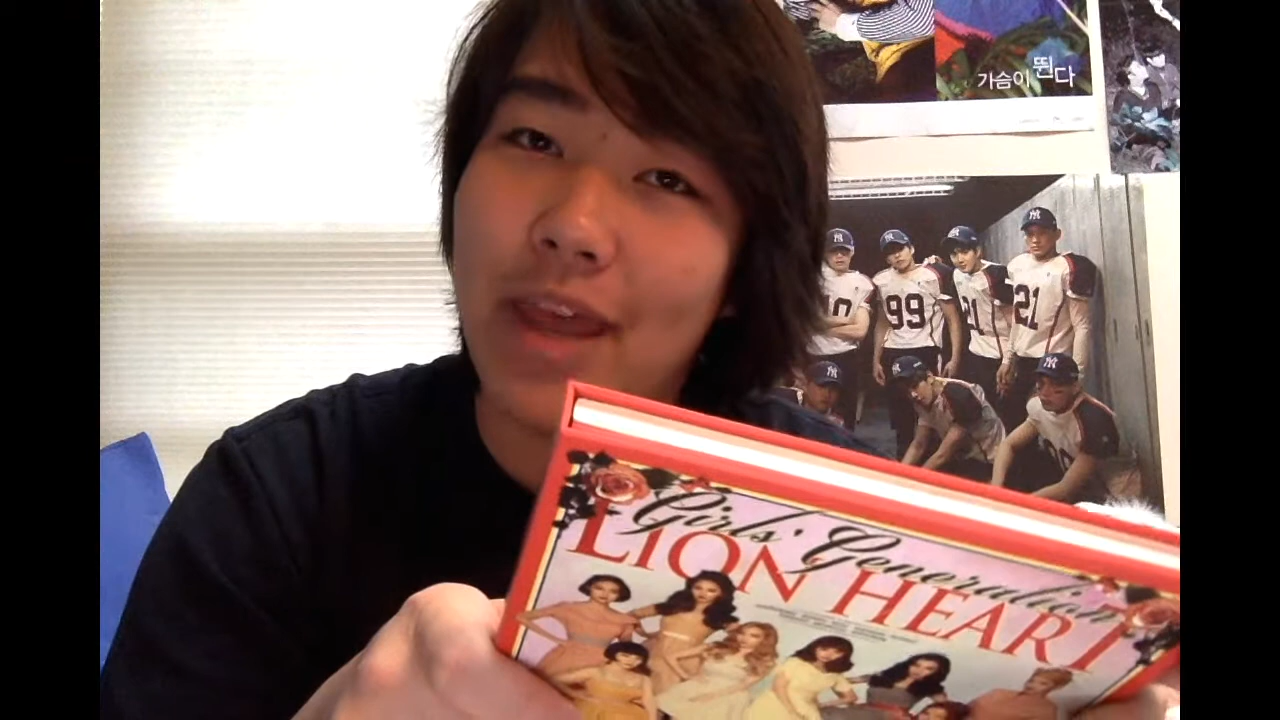 가슴이 뛴다
99
21
21
Girls' Generation
LION HEART